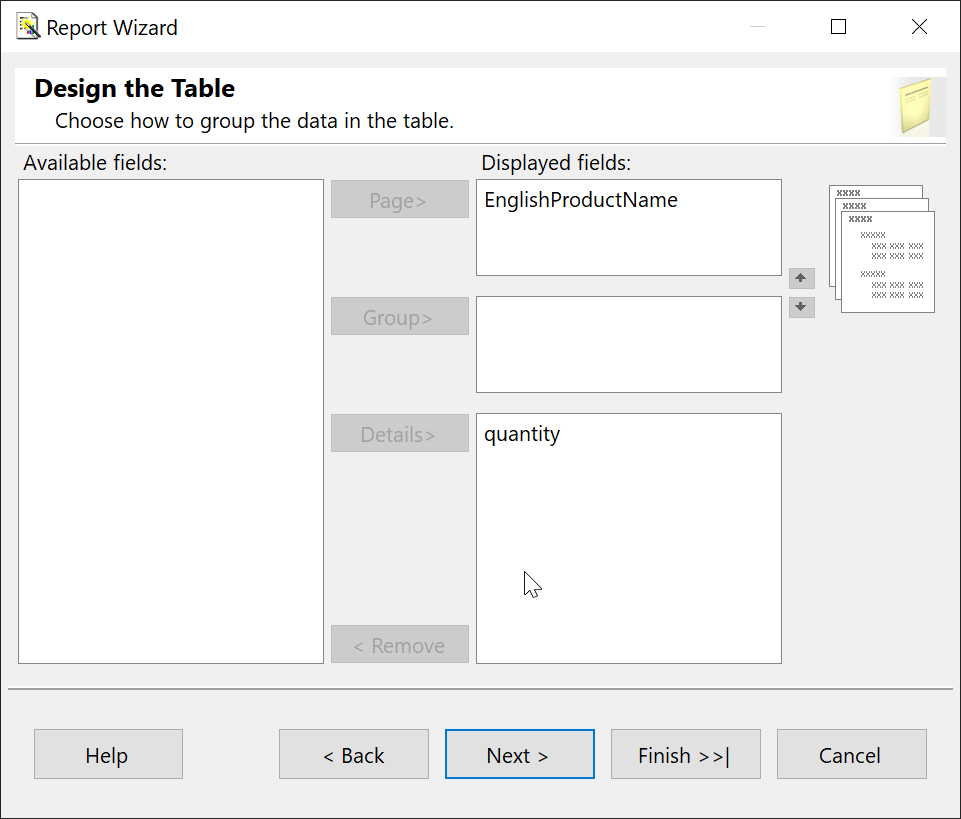 Report Wizard
Design the Table
Choose how to group the data in the table.
Available fields:
Displayed fields:
Page>
EnglishProductName
Group>
Details>
quantity
< Remove
xxxx
xxxx
xxxx
xxxxx
xxx xxx xxx
xxx xxx xxx
xxxxx
xxx xxx xxx
xxx xxx xxx
Help
< Back
Next >
Finish >>|
Cancel